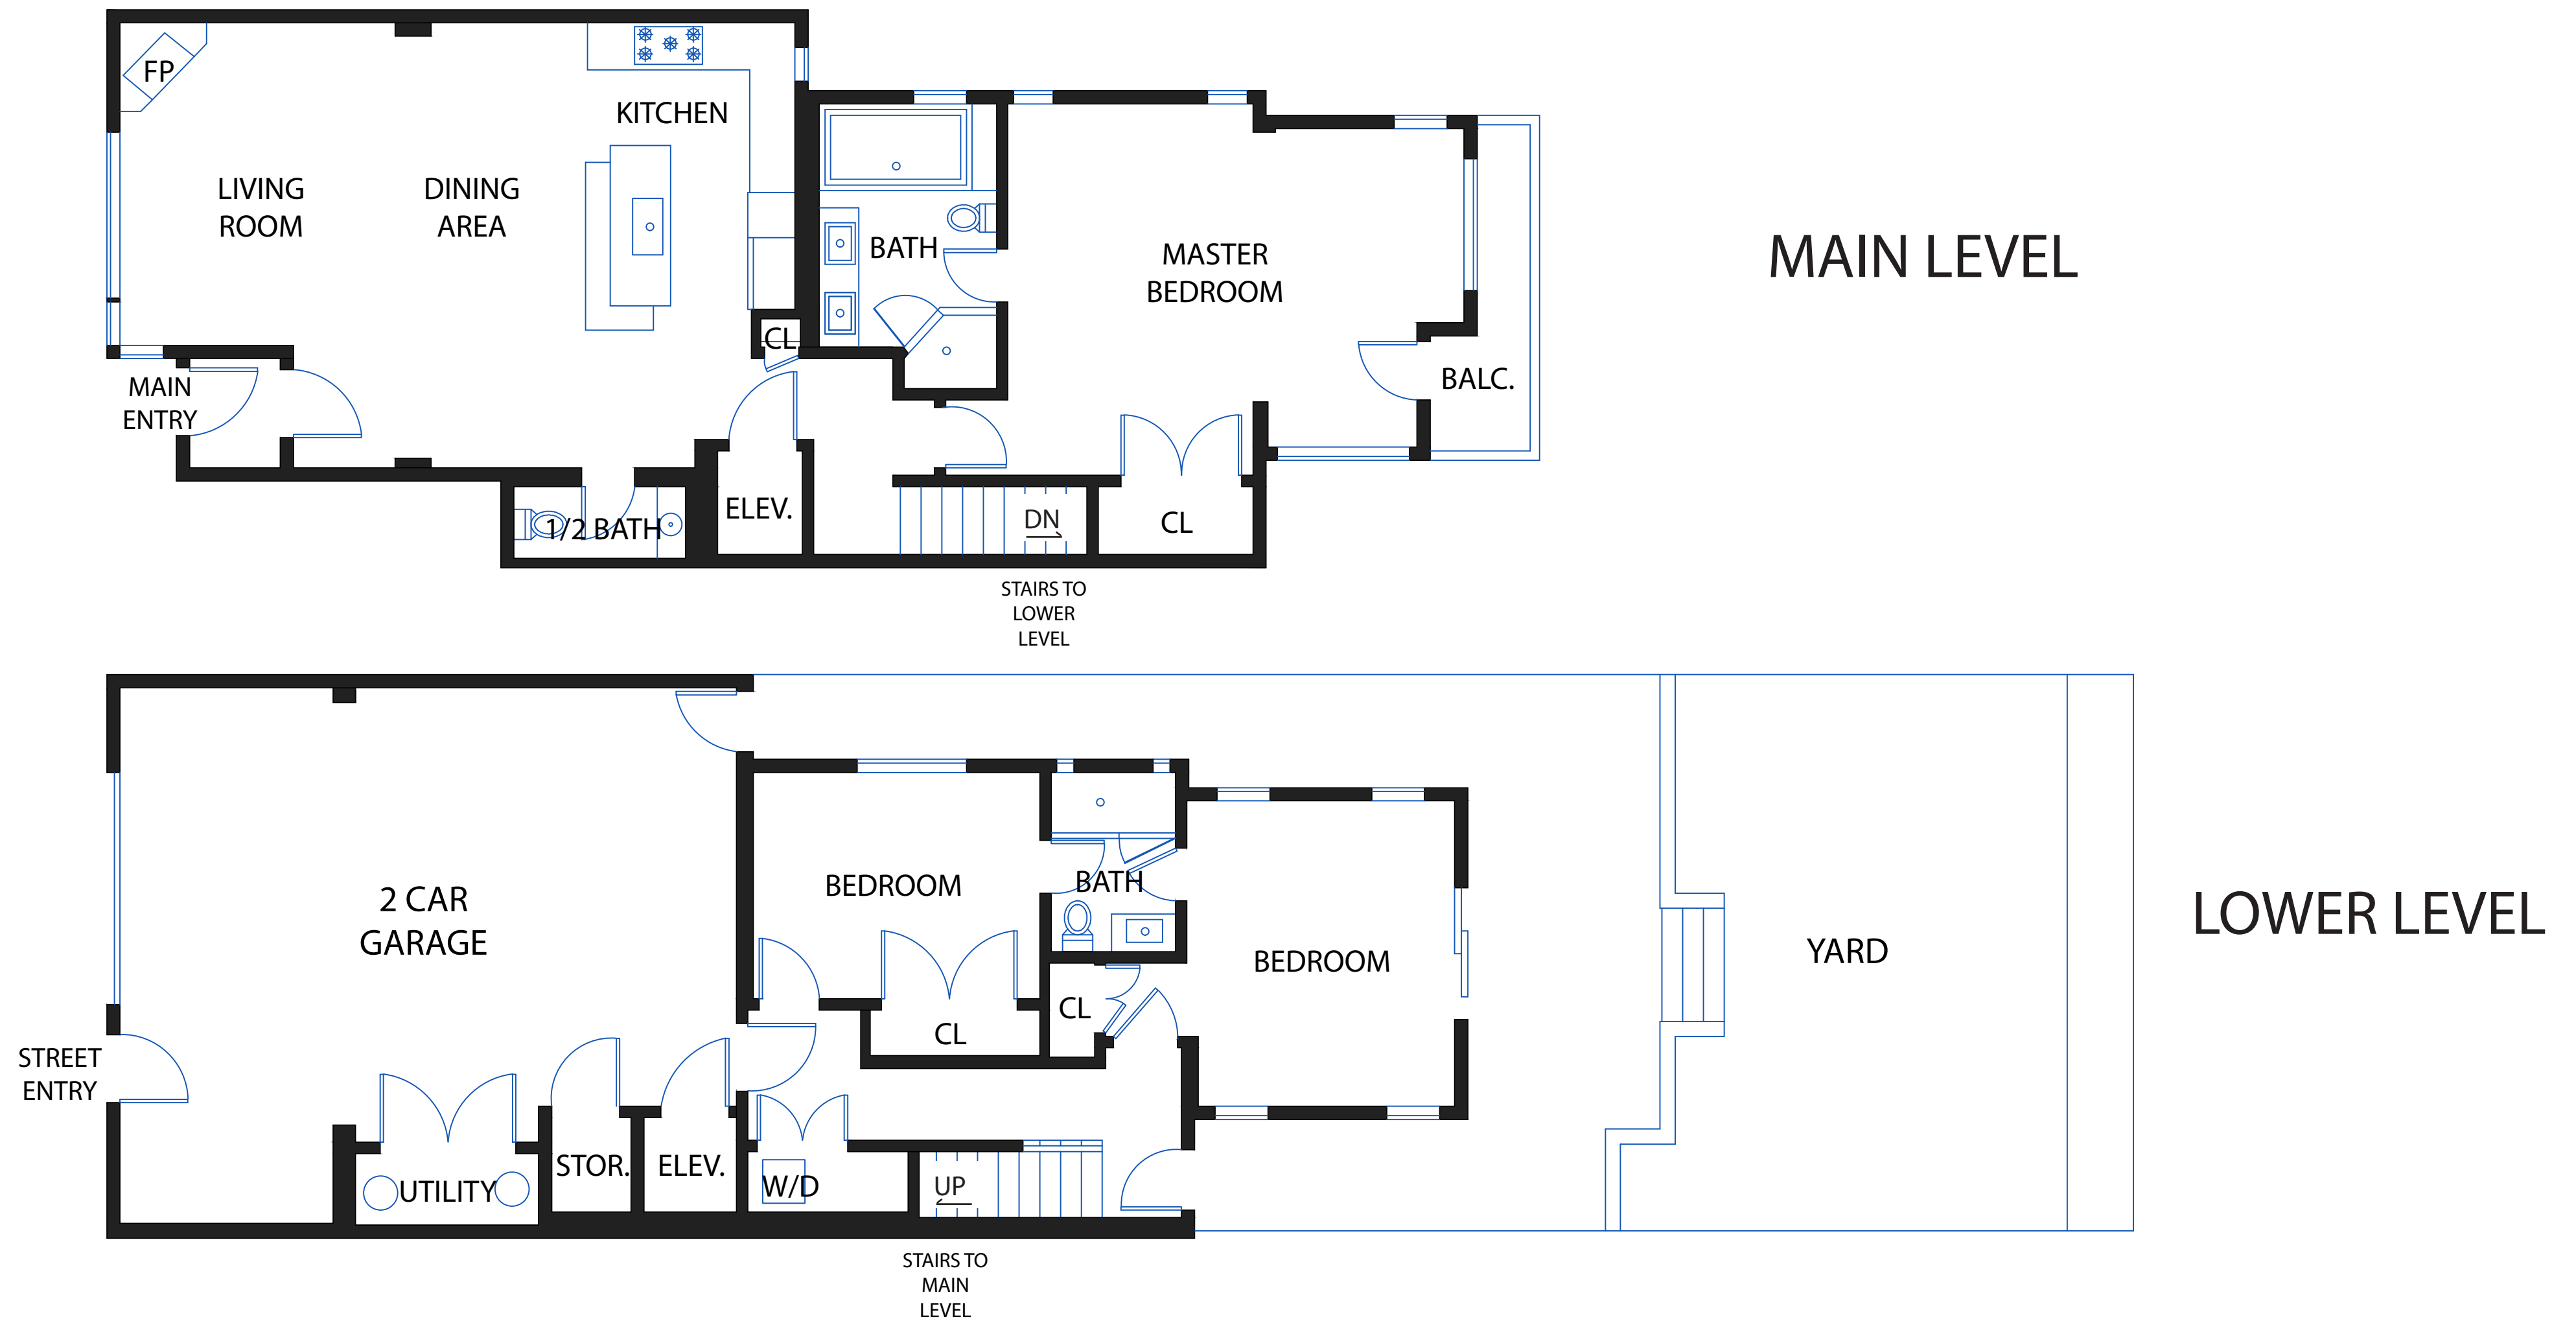 FP
KITCHEN
LIVING
ROOM
DINING
AREA
BATH
MASTER
BEDROOM
MAIN LEVEL
CL
MAIN
ENTRY
BALC.
ELEV.
1/2 BATH
DN
CL
STAIRS TO
LOWER
LEVEL
2 CAR
GARAGE
BEDROOM
BATH
BEDROOM
YARD
LOWER LEVEL
CL
CL
STREET
ENTRY
UTILITY
STOR.
ELEV.
W/D
UP
STAIRS TO
MAIN
LEVEL